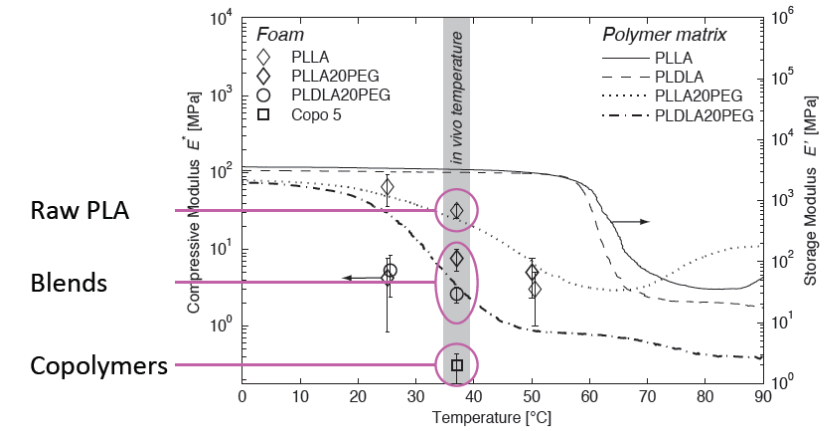 Foam
PLLA
PLLA20PEG
PLDLA20PEG
Copo 5
in vivo temperature
Polymer matrix
PLLA
PLDLA
PLLA20PEG
PLDLA20PEG
Raw PLA
Blends
Copolymers
Compressive Modulus E* [MPa]
10⁴
10³
10²
10¹
10⁰
Storage Modulus E' [MPa]
10⁶
10⁵
10⁴
10³
10²
10¹
10⁰
0 10 20 30 40 50 60 70 80 90
Temperature [°C]